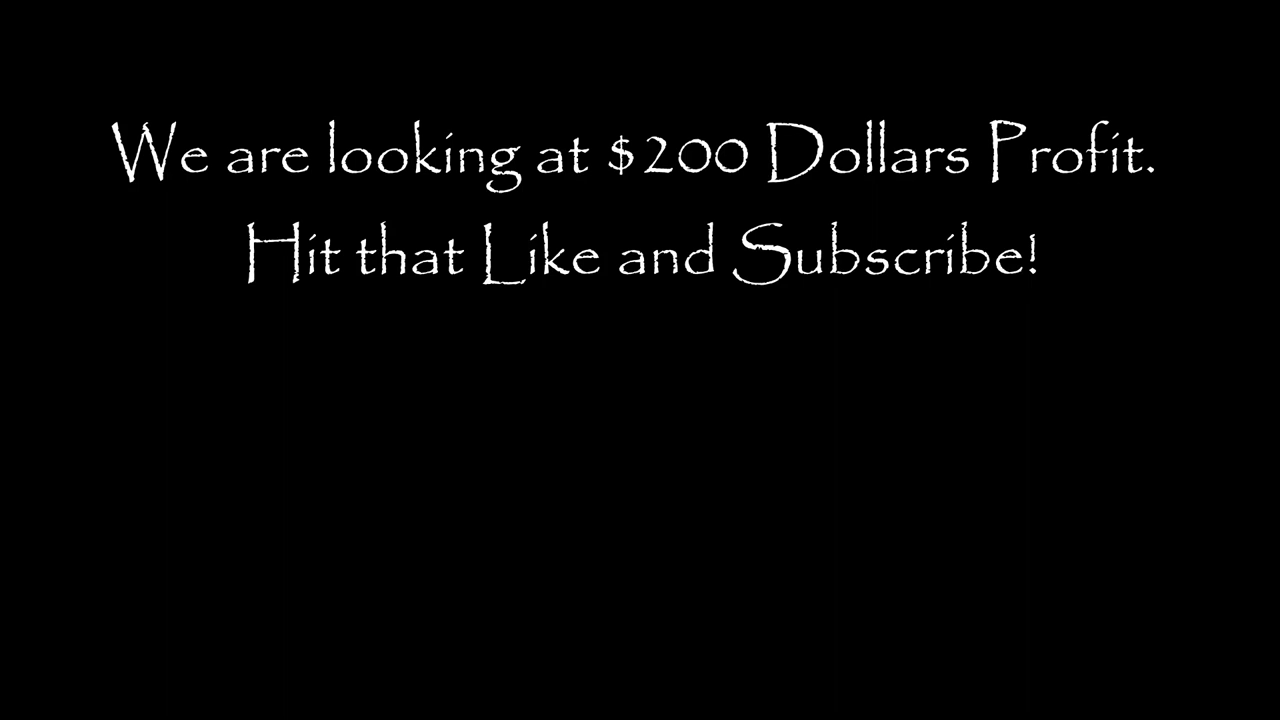 We are looking at $200 Dollars Profit.
Hit that Like and Subscribe!